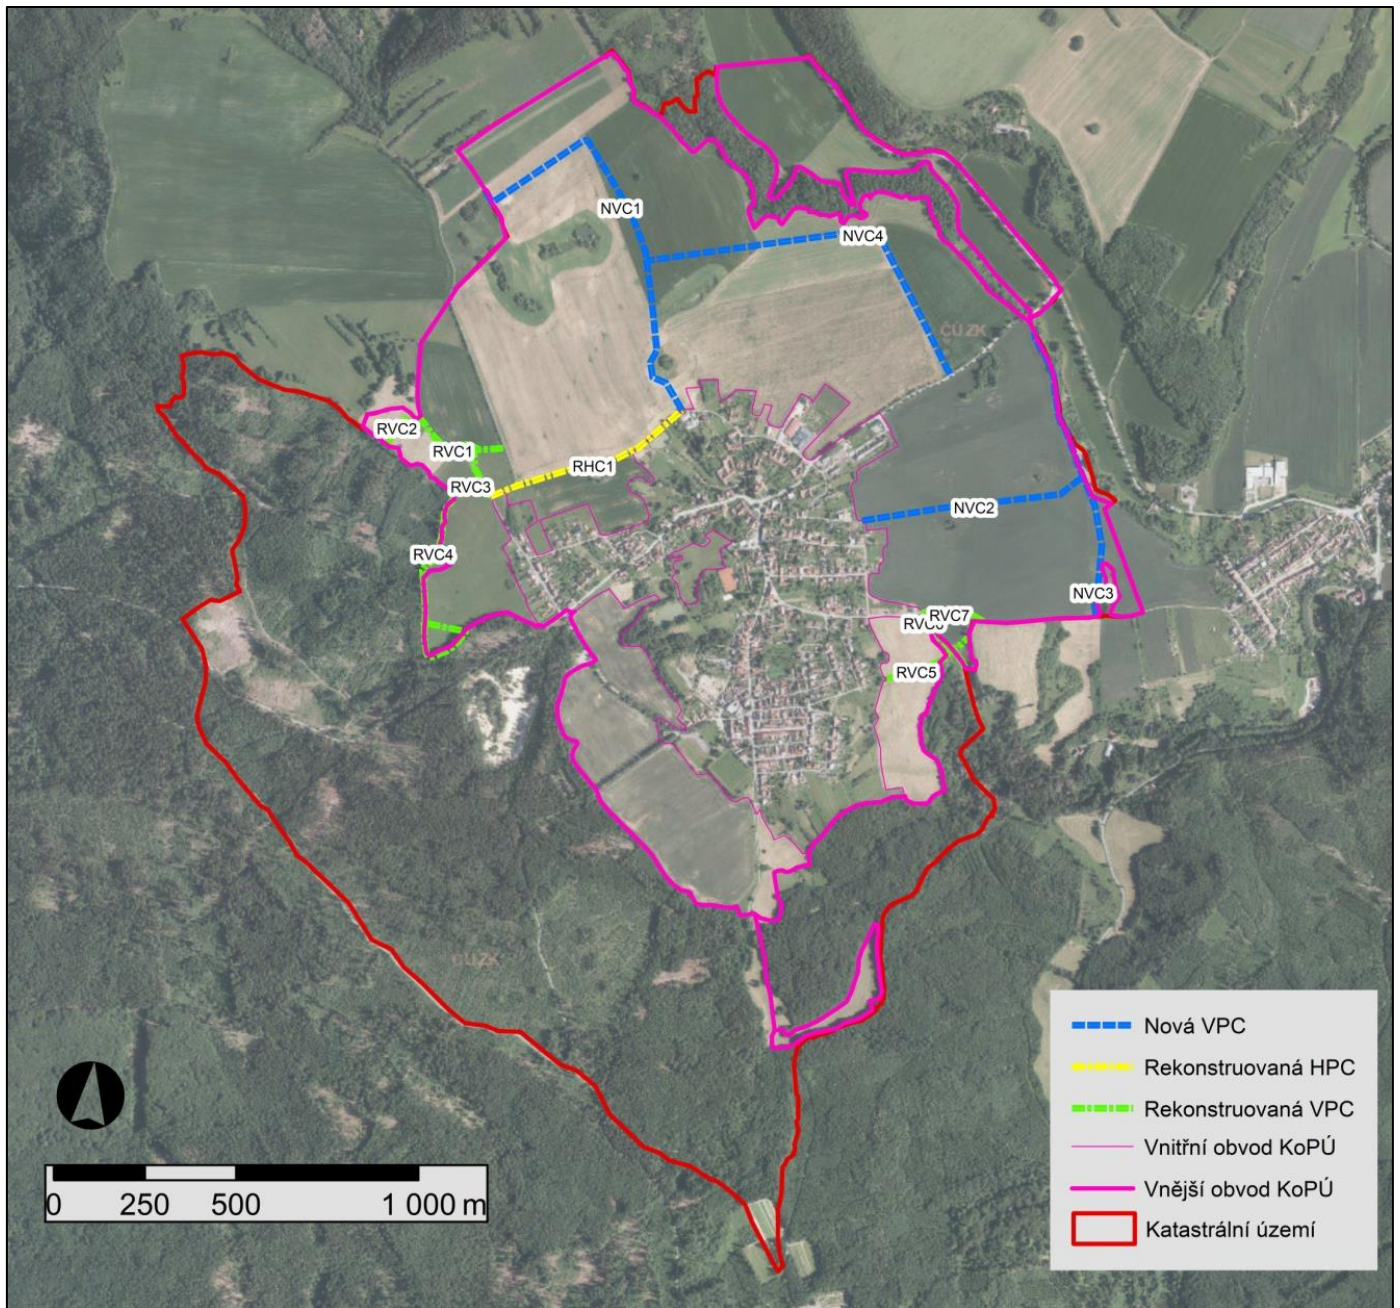 NVC1
NVC4
ČÚZK
RVC2
RVC1
RHC1
RVC3
NVC2
RVC4
NVC3
RVC7
RVC6
RVC5
ČÚZK
Nová VPC
Rekonstruovaná HPC
Rekonstruovaná VPC
Vnitřní obvod KoPÚ
Vnější obvod KoPÚ
Katastrální území
0 250 500 1 000 m